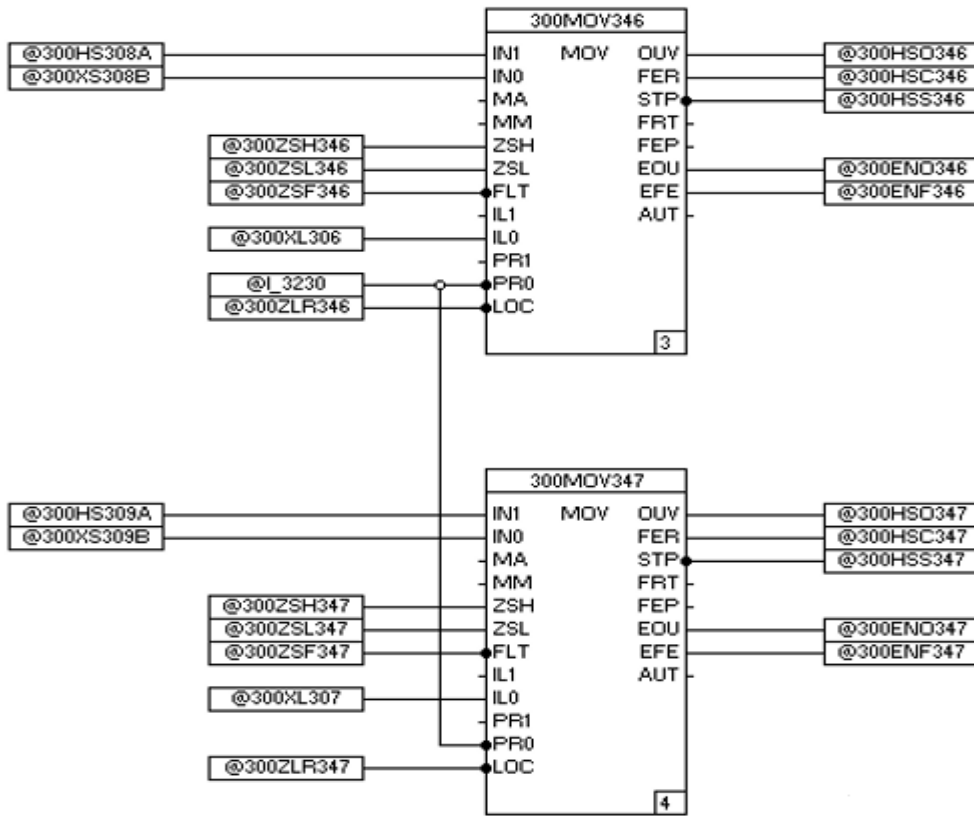 300MOV346
@300HS308A IN1 MOV OUV @300HSO346
@300XS308B IN0 FER @300HSC346
MA STP @300HSS346
MM FRT
@300ZSH346 ZSH FEP
@300ZSL346 ZSL EOU @300ENO346
@300ZSF346 FLT EFE @300ENF346
IL1 AUT
@300XL306 IL0
PR1
@I_3230 PR0
@300ZLR346 LOC
3
300MOV347
@300HS309A IN1 MOV OUV @300HSO347
@300XS309B IN0 FER @300HSC347
MA STP @300HSS347
MM FRT
@300ZSH347 ZSH FEP
@300ZSL347 ZSL EOU @300ENO347
@300ZSF347 FLT EFE @300ENF347
IL1 AUT
@300XL307 IL0
PR1
PR0
@300ZLR347 LOC
4